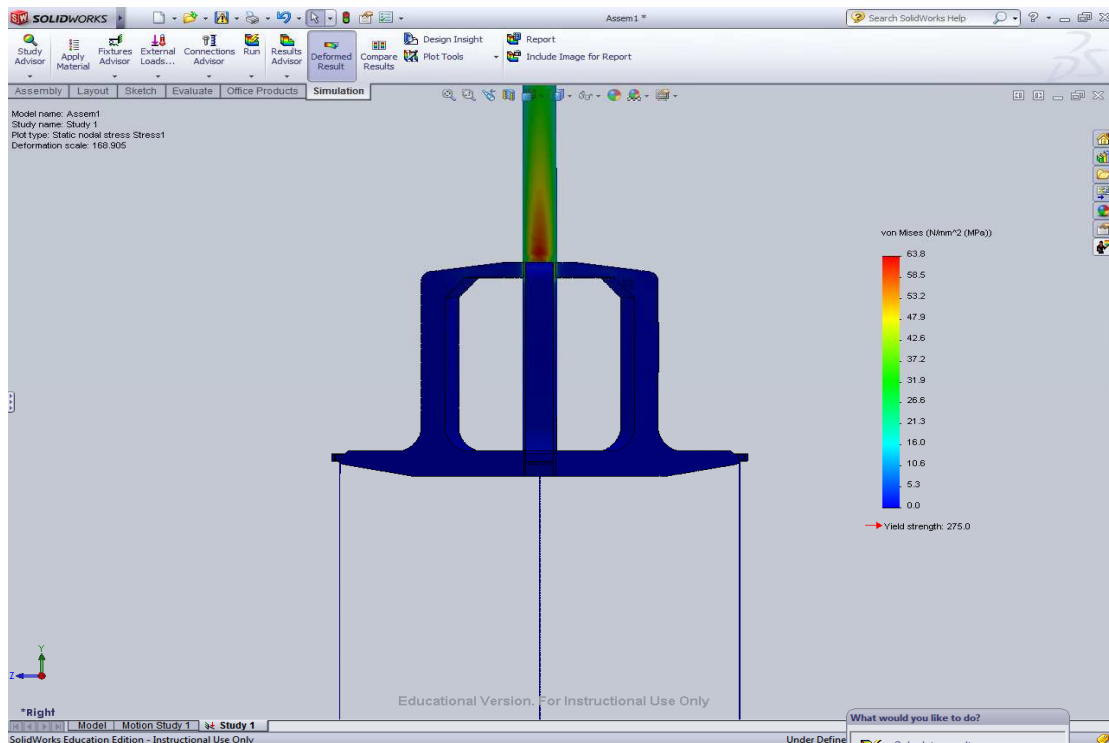 SOLIDWORKS
Assem1 *
Search SolidWorks Help
Study Advisor
Apply Material
Fixtures Advisor
External Loads...
Connections Advisor
Run
Results Advisor
Deformed Result
Compare Results
Design Insight
Plot Tools
Report
Include Image for Report
Assembly Layout Sketch Evaluate Office Products Simulation
Model name: Assem1
Study name: Study 1
Plot type: Static nodal stress Stress1
Deformation scale: 168.905
von Mises (N/mm^2 (MPa))
63.8
58.5
53.2
47.9
42.6
37.2
31.9
26.6
21.3
16.0
10.6
5.3
0.0
Yield strength: 275.0
Y
Z
Educational Version. For Instructional Use Only
*Right
Model Motion Study 1 Study 1
What would you like to do?
SolidWorks Education Edition - Instructional Use Only
Under Define